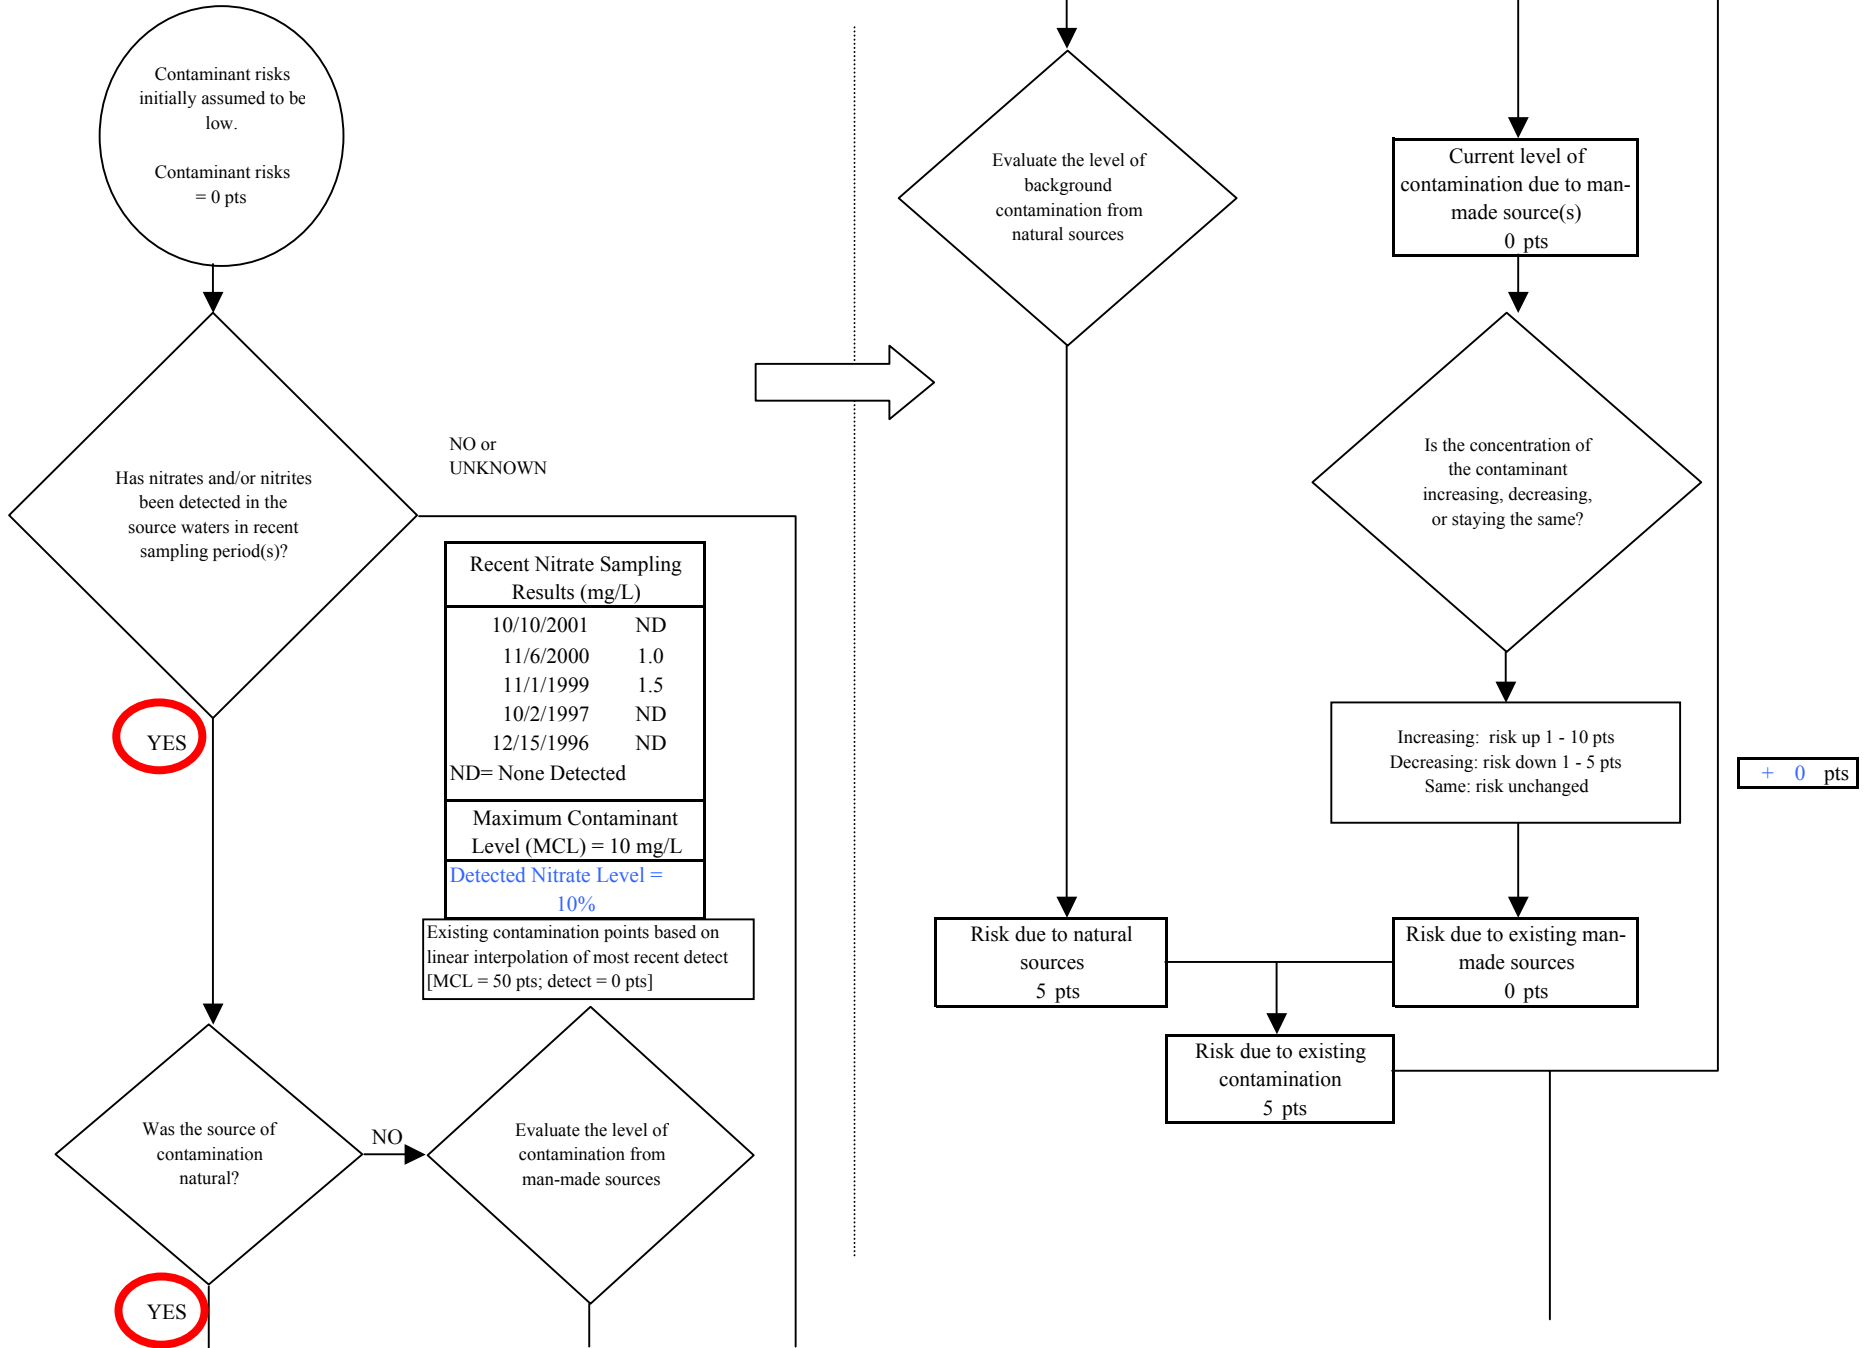 Contaminant risks
initially assumed to be
low.
Contaminant risks
= 0 pts
Has nitrates and/or nitrites
been detected in the
source waters in recent
sampling period(s)?
NO or
UNKNOWN
YES
Recent Nitrate Sampling
Results (mg/L)
10/10/2001 ND
11/6/2000 1.0
11/1/1999 1.5
10/2/1997 ND
12/15/1996 ND
ND= None Detected
Maximum Contaminant
Level (MCL) = 10 mg/L
Detected Nitrate Level =
10%
Existing contamination points based on
linear interpolation of most recent detect
[MCL = 50 pts; detect = 0 pts]
Was the source of
contamination
natural?
NO
Evaluate the level of
contamination from
man-made sources
YES
Evaluate the level of
background
contamination from
natural sources
Current level of
contamination due to man-
made source(s)
0 pts
Is the concentration of
the contaminant
increasing, decreasing,
or staying the same?
Increasing: risk up 1 - 10 pts
Decreasing: risk down 1 - 5 pts
Same: risk unchanged
+ 0 pts
Risk due to natural
sources
5 pts
Risk due to existing man-
made sources
0 pts
Risk due to existing
contamination
5 pts